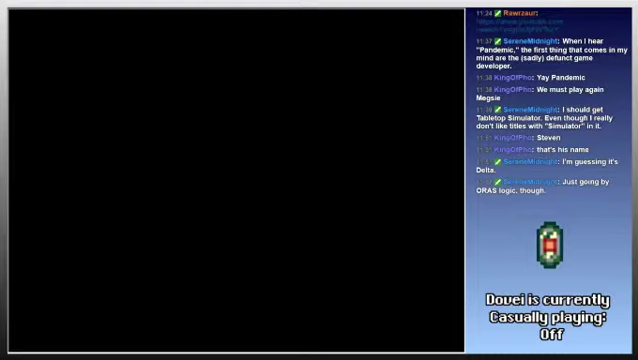 11:24 Rawrzaur:
11:37 SereneMidnight: When I hear
"Pandemic," the first thing that comes in my
mind are the (sadly) defunct game
developer.
11:38 KingOfPho: Yay Pandemic
11:38 KingOfPho: We must play again
Megsie
11:39 SereneMidnight: I should get
Tabletop Simulator. Even though I really
don't like titles with "Simulator" in it.
KingOfPho: Steven
KingOfPho: that's his name
SereneMidnight: I'm guessing it's
Delta.
SereneMidnight: Just going by
ORAS logic, though.
Dovei is currently
Casually playing:
Off